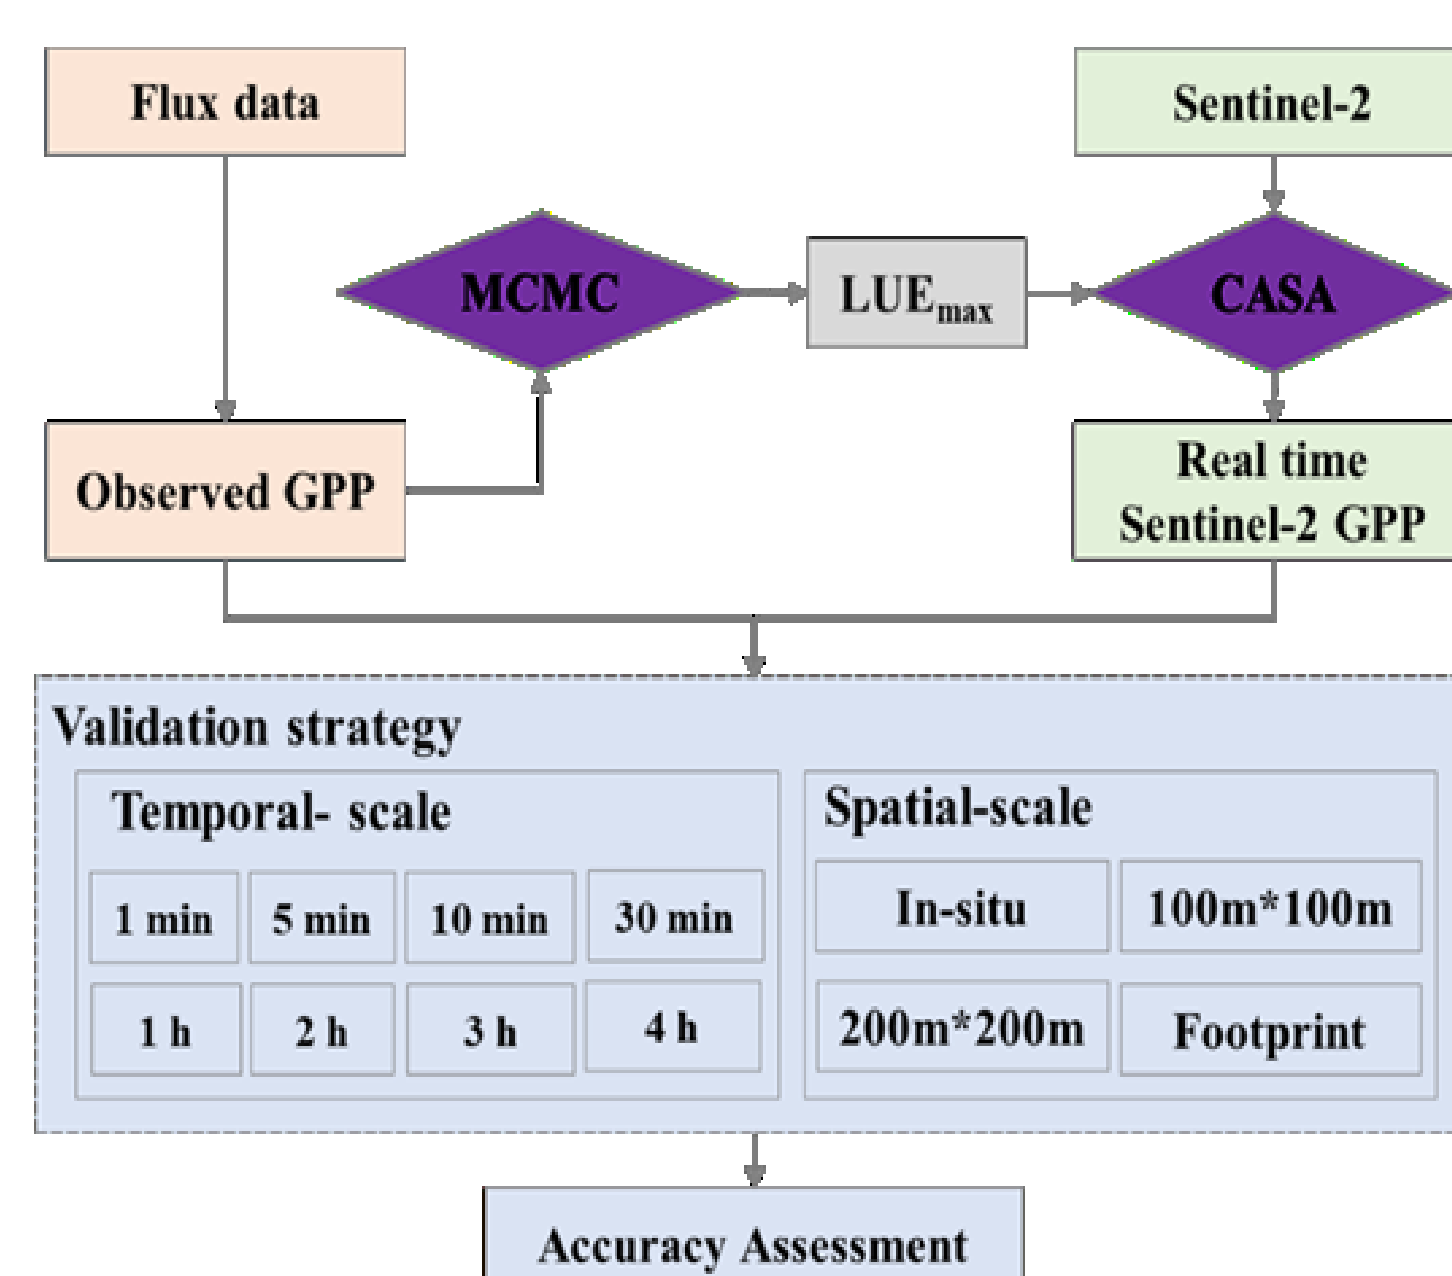 Flux data
Sentinel-2
MCMC
LUEmax
CASA
Observed GPP
Real time
Sentinel-2 GPP
Validation strategy
Temporal- scale
1 min
5 min
10 min
30 min
1 h
2 h
3 h
4 h
Spatial-scale
In-situ
100m*100m
200m*200m
Footprint
Accuracy Assessment